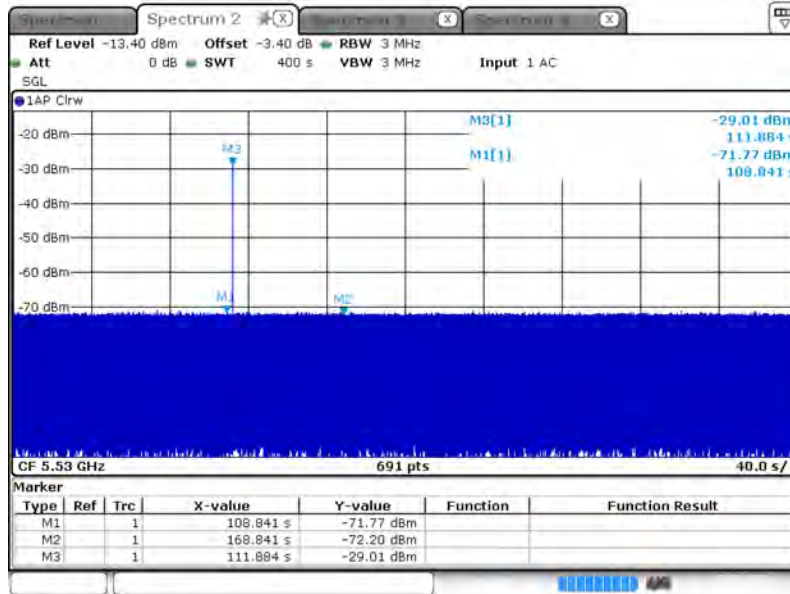 Spectrum 2
Ref Level -13.40 dBm Offset -3.40 dB RBW 3 MHz
Att 0 dB SWT 400 s VBW 3 MHz Input 1 AC
SGL
1AP Clrw
M3[1] -29.01 dBm
111.884 s
M1[1] -71.77 dBm
108.841 s
-20 dBm
M3
-30 dBm
-40 dBm
-50 dBm
-60 dBm
M1 M2
-70 dBm
CF 5.53 GHz 691 pts 40.0 s/
Marker
Type Ref Trc X-value Y-value Function Function Result
M1 1 108.841 s -71.77 dBm
M2 1 168.841 s -72.20 dBm
M3 1 111.884 s -29.01 dBm